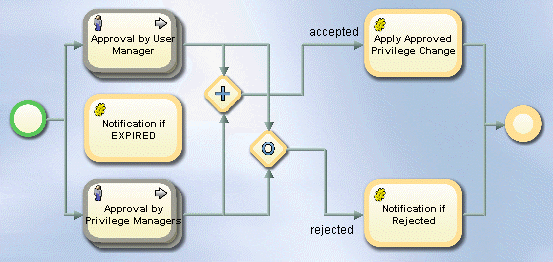 Approval by User
Manager
accepted
Apply Approved
Privilege Change
Notification if
EXPIRED
Approval by
Privilege Managers
rejected
Notification if
Rejected